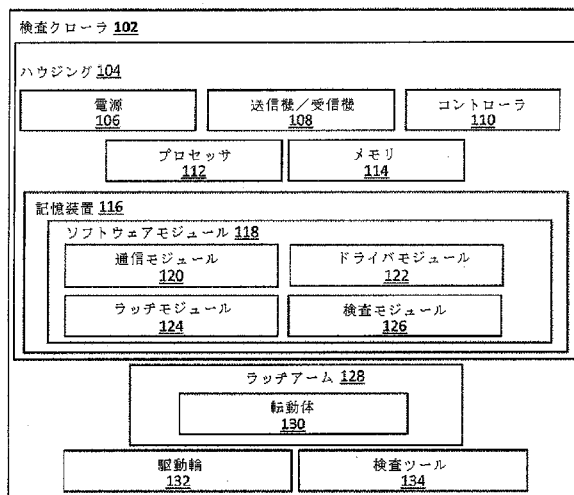 検査クローラ 102
ハウジング 104
電源
106
送信機／受信機
108
コントローラ
110
プロセッサ
112
メモリ
114
記憶装置 116
ソフトウェアモジュール 118
通信モジュール
120
ドライバモジュール
122
ラッチモジュール
124
検査モジュール
126
ラッチアーム 128
転動体
130
駆動輪
132
検査ツール
134